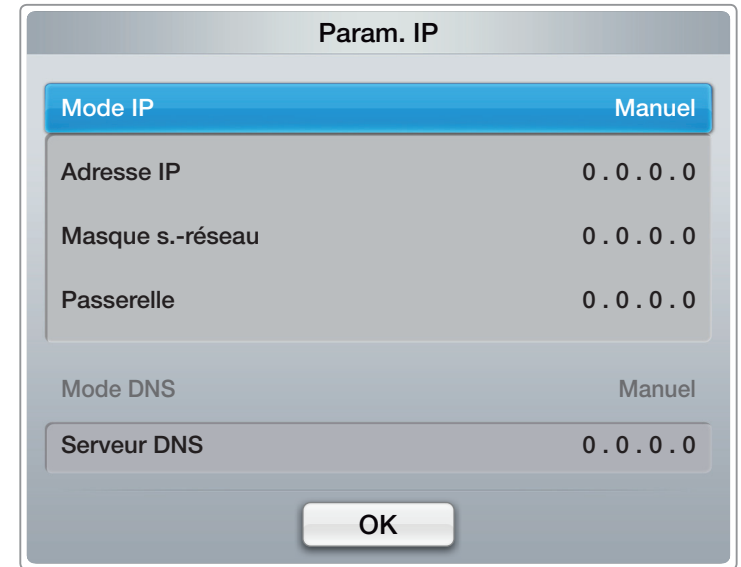 Param. IP
Mode IP Manuel
Adresse IP 0 . 0 . 0 . 0
Masque s.-réseau 0 . 0 . 0 . 0
Passerelle 0 . 0 . 0 . 0
Mode DNS Manuel
Serveur DNS 0 . 0 . 0 . 0
OK